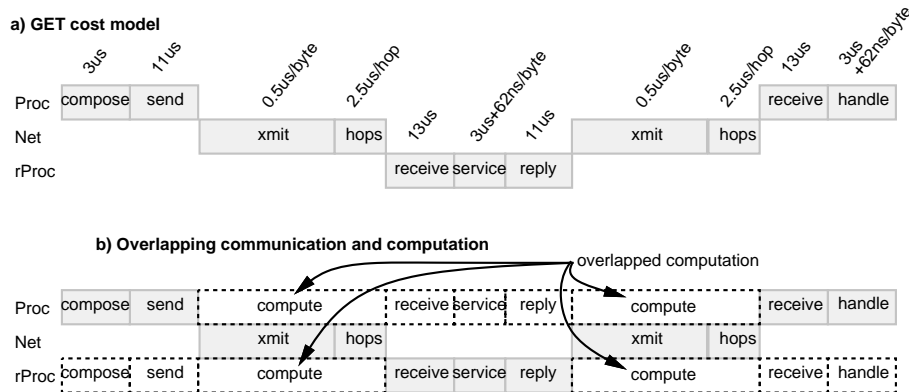 a) GET cost model
3us 11us 0.5us/byte 2.5us/hop 13us 3us+62ns/byte 11us 0.5us/byte 2.5us/hop 13us 3us +62ns/byte
Proc compose send receive handle
Net xmit hops xmit hops
rProc receive service reply
b) Overlapping communication and computation
overlapped computation
Proc compose send compute receive service reply compute receive handle
Net xmit hops xmit hops
rProc compose send compute receive service reply compute receive handle